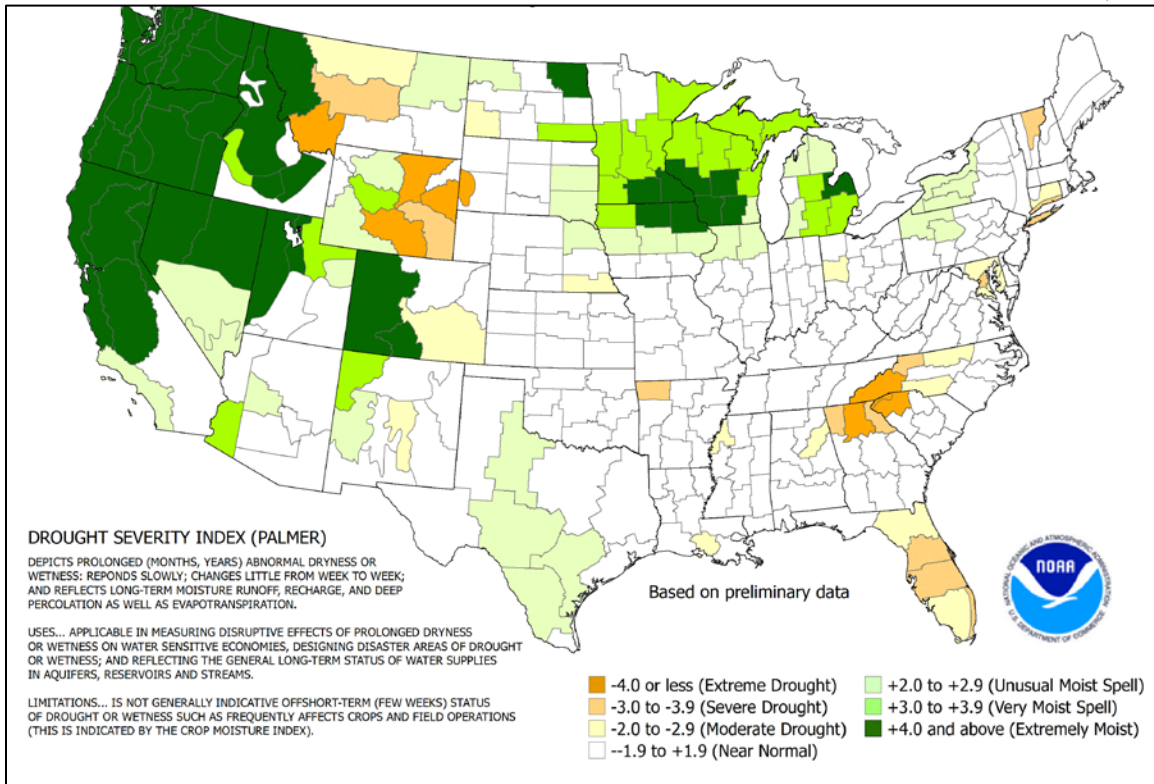 DROUGHT SEVERITY INDEX (PALMER)
DEPICTS PROLONGED (MONTHS, YEARS) ABNORMAL DRYNESS OR
WETNESS: REPONDS SLOWLY; CHANGES LITTLE FROM WEEK TO WEEK;
AND REFLECTS LONG-TERM MOISTURE RUNOFF, RECHARGE, AND DEEP
PERCOLATION AS WELL AS EVAPOTRANSPIRATION.
USES... APPLICABLE IN MEASURING DISRUPTIVE EFFECTS OF PROLONGED DRYNESS
OR WETNESS ON WATER SENSITIVE ECONOMIES, DESIGNING DISASTER AREAS OF DROUGHT
OR WETNESS; AND REFLECTING THE GENERAL LONG-TERM STATUS OF WATER SUPPLIES
IN AQUIFERS, RESERVOIRS AND STREAMS.
LIMITATIONS... IS NOT GENERALLY INDICATIVE OFFSHORT-TERM (FEW WEEKS) STATUS
OF DROUGHT OR WETNESS SUCH AS FREQUENTLY AFFECTS CROPS AND FIELD OPERATIONS
(THIS IS INDICATED BY THE CROP MOISTURE INDEX).
Based on preliminary data
NATIONAL OCEANIC AND ATMOSPHERIC ADMINISTRATION
NOAA
U.S. DEPARTMENT OF COMMERCE
-4.0 or less (Extreme Drought)
-3.0 to -3.9 (Severe Drought)
-2.0 to -2.9 (Moderate Drought)
--1.9 to +1.9 (Near Normal)
+2.0 to +2.9 (Unusual Moist Spell)
+3.0 to +3.9 (Very Moist Spell)
+4.0 and above (Extremely Moist)